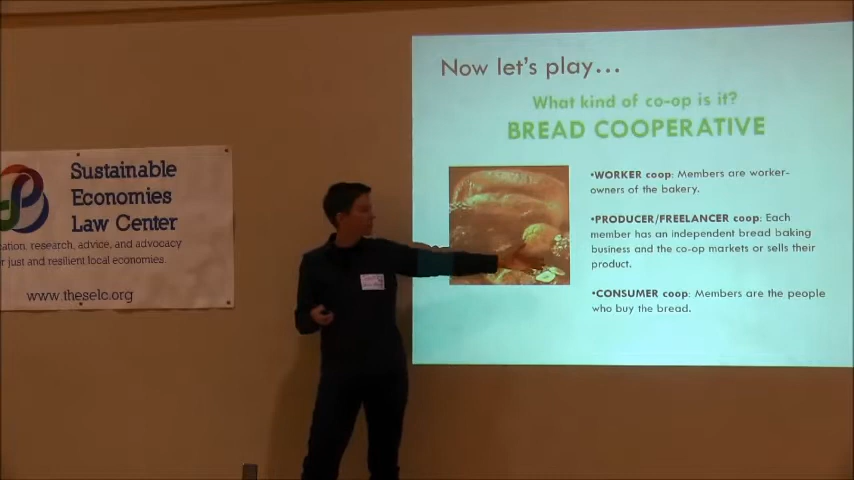 Sustainable
Economies
Law Center
cation, research, advice, and advocacy
or just and resilient local economies.
www.theselc.org
Now let's play...
What kind of co-op is it?
BREAD COOPERATIVE
•WORKER coop: Members are worker-
owners of the bakery.
•PRODUCER/FREELANCER coop: Each
member has an independent bread baking
business and the co-op markets or sells their
product.
•CONSUMER coop: Members are the people
who buy the bread.